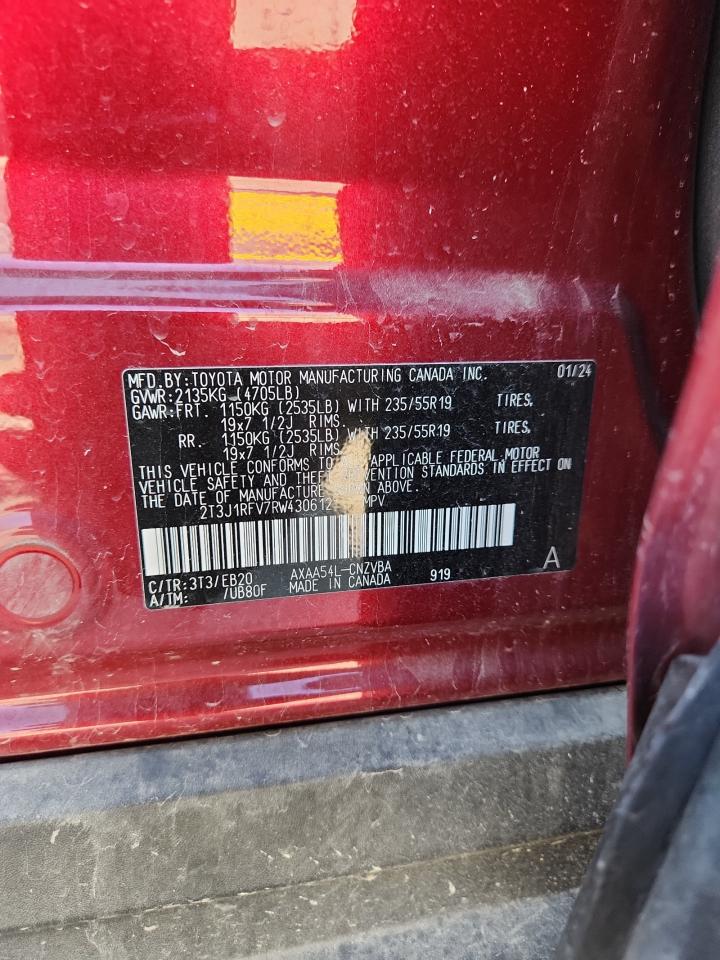 MFD.BY:TOYOTA MOTOR MANUFACTURING CANADA INC. 01/24
GVWR:2135KG (4705LB)
GAWR:FRT. 1150KG (2535LB) WITH 235/55R19 TIRES,
19x7 1/2J RIMS.
RR. 1150KG (2535LB) WITH 235/55R19 TIRES,
19x7 1/2J RIMS.
THIS VEHICLE CONFORMS TO APPLICABLE FEDERAL MOTOR
VEHICLE SAFETY AND THEFT PREVENTION STANDARDS IN EFFECT ON
THE DATE OF MANUFACTURE SHOWN ABOVE.
MPV
C/TR:3T3/EB20 AXAA54L-CNZVBA 919
A/TM: /UB80F MADE IN CANADA A